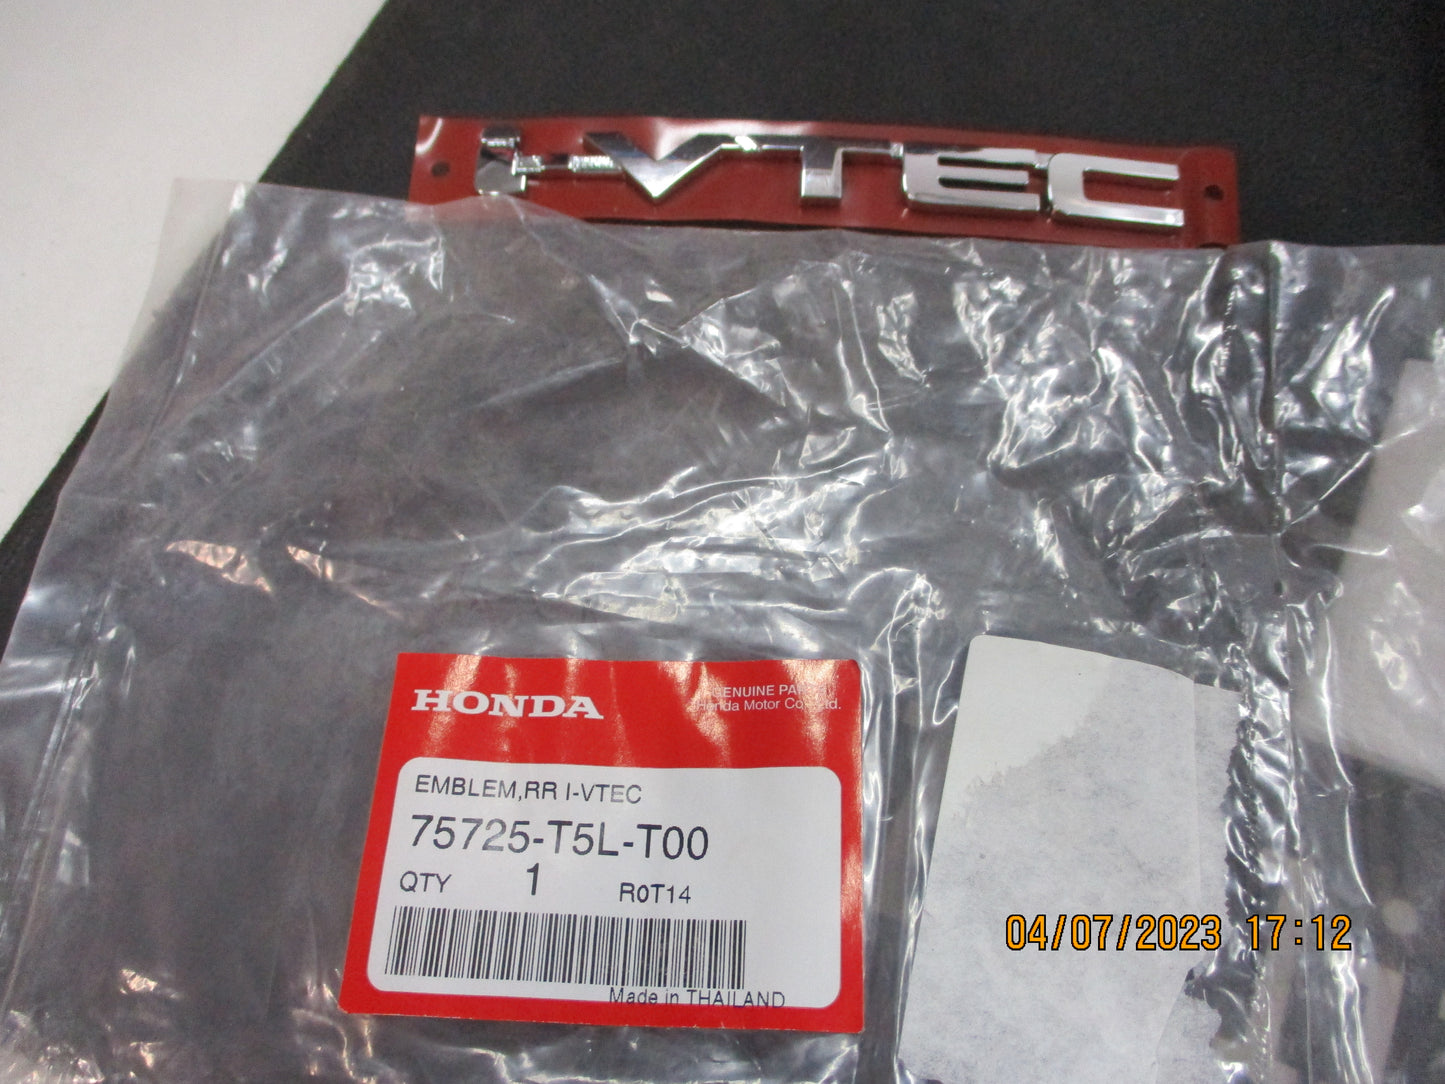 i-VTEC
HONDA
GENUINE PARTS
Honda Motor Co., Ltd.
EMBLEM,RR I-VTEC
75725-T5L-T00
QTY 1 R0T14
Made in THAILAND
04/07/2023 17:12